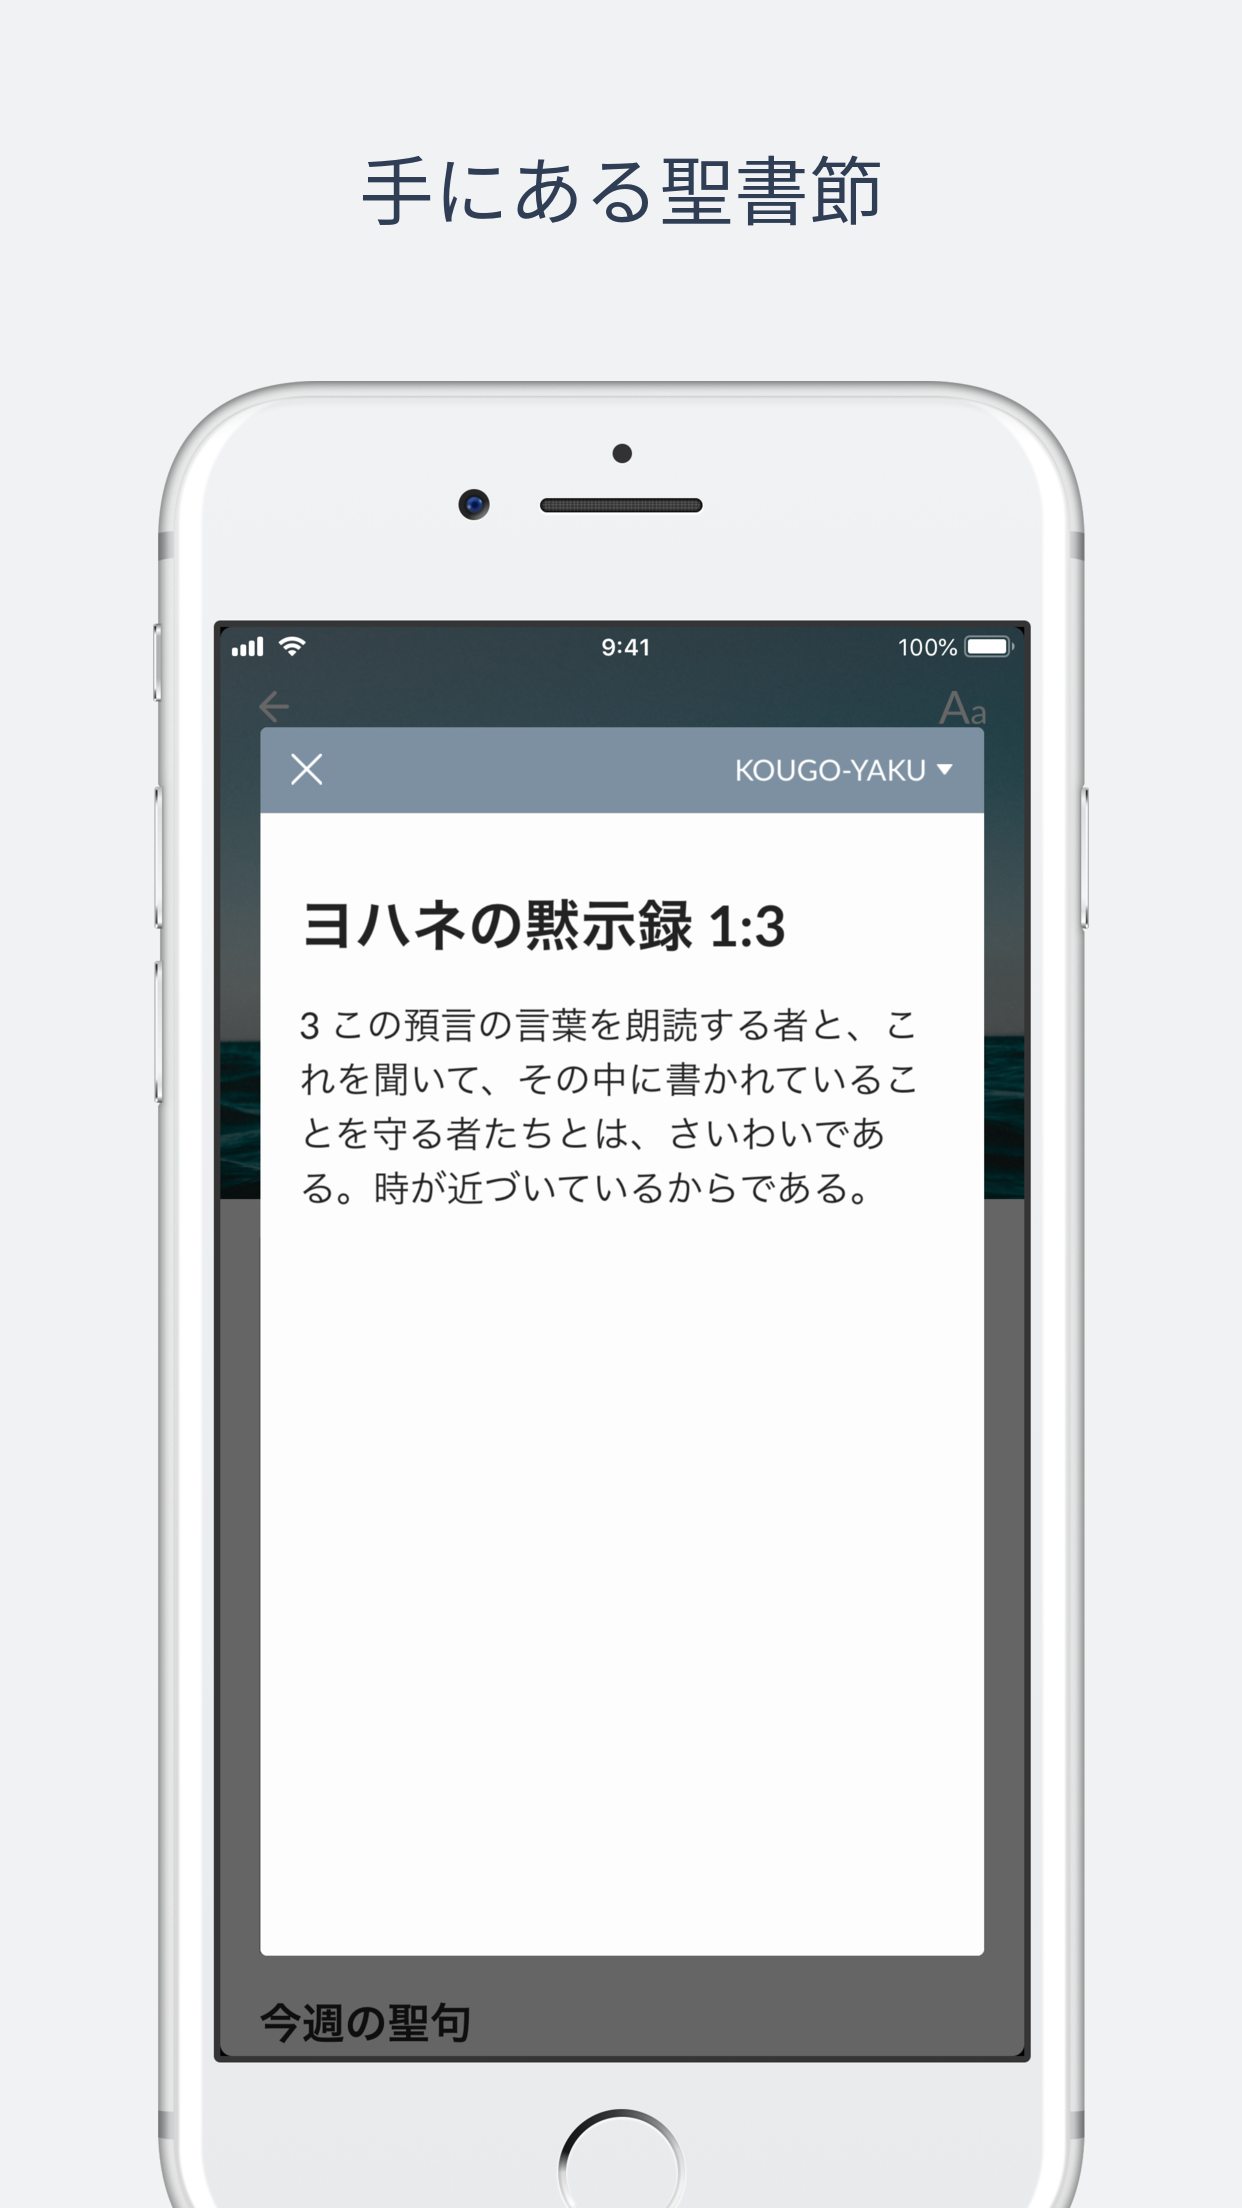 手にある聖書節
9:41
100%
Aa
KOUGO-YAKU
ヨハネの黙示録 1:3
3 この預言の言葉を朗読する者と、こ
れを聞いて、その中に書かれているこ
とを守る者たちとは、さいわいであ
る。時が近づいているからである。
今週の聖句